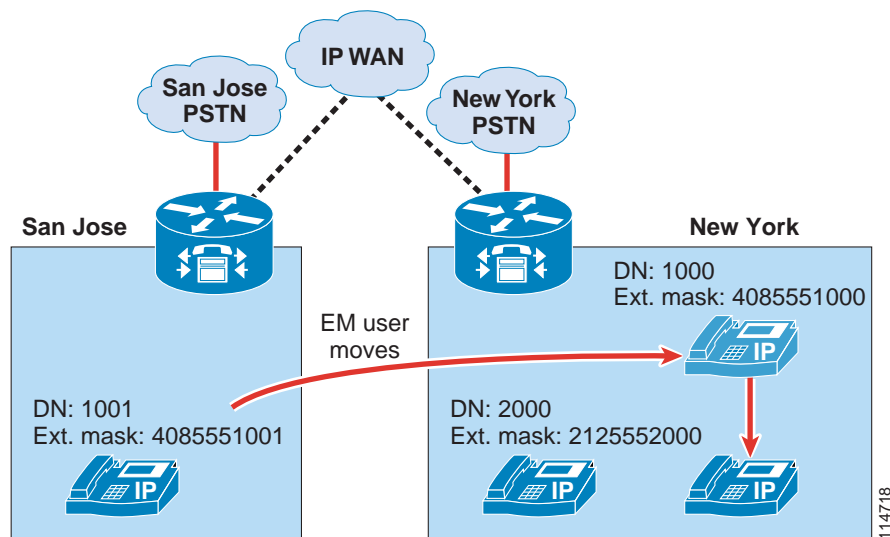 IP WAN
San Jose
PSTN
New York
PSTN
San Jose
New York
DN: 1000
Ext. mask: 4085551000
IP
EM user
moves
DN: 1001
Ext. mask: 4085551001
IP
DN: 2000
Ext. mask: 2125552000
IP
IP
114718